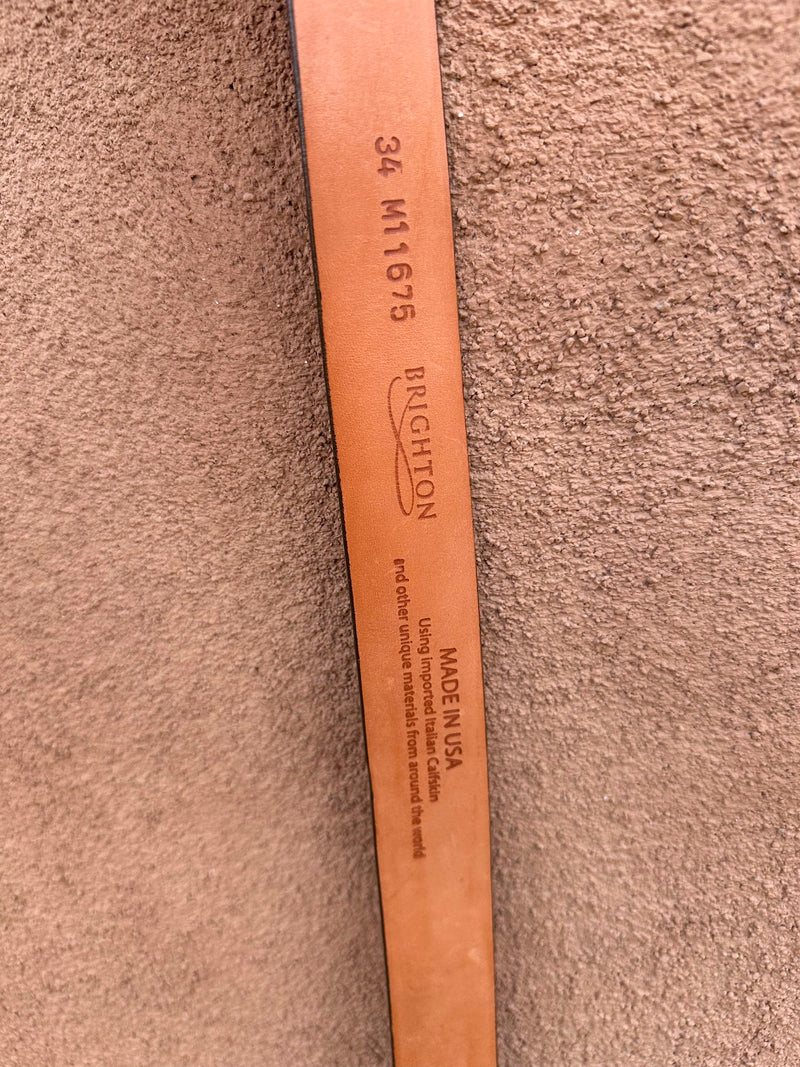 34 M11675
BRIGHTON
MADE IN USA
Using imported Italian Calfskin
and other unique materials from around the world